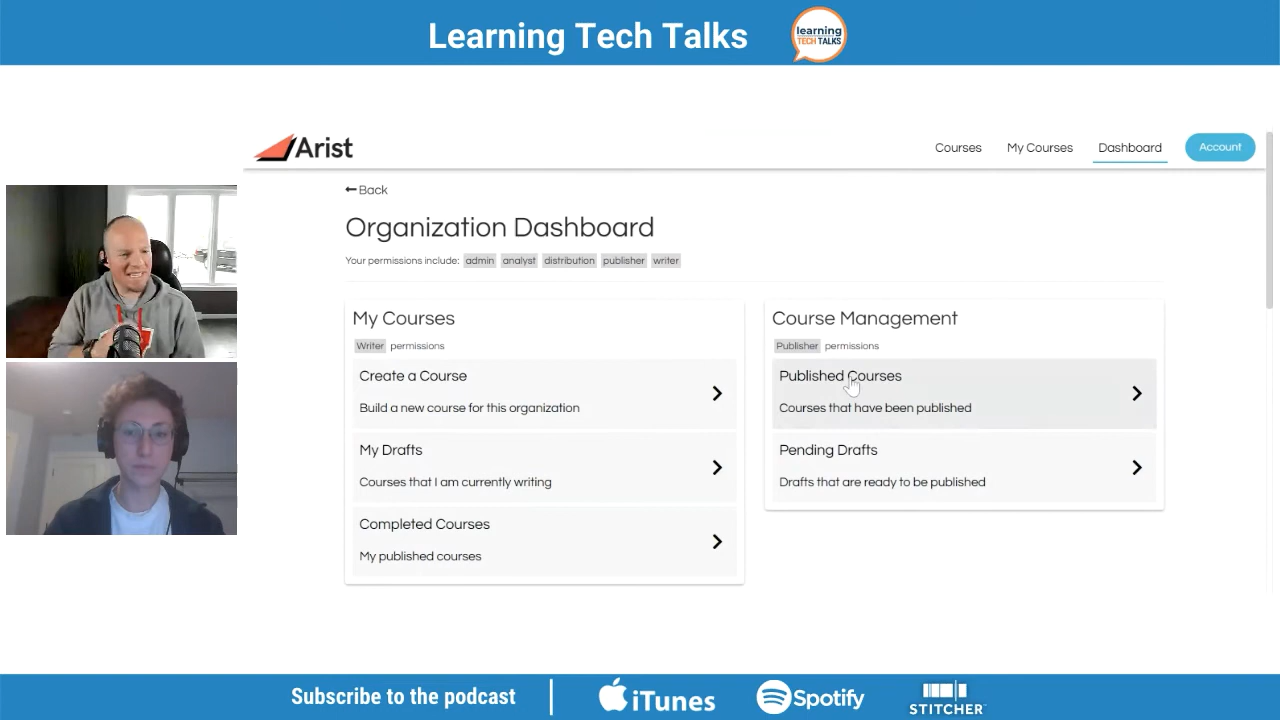 Learning Tech Talks
learning
TECH TALKS
Arist
Courses
My Courses
Dashboard
Account
Back
Organization Dashboard
Your permissions include: admin analyst distribution publisher writer
My Courses
Writer permissions
Create a Course
Build a new course for this organization
My Drafts
Courses that I am currently writing
Completed Courses
My published courses
Course Management
Publisher permissions
Published Courses
Courses that have been published
Pending Drafts
Drafts that are ready to be published
Subscribe to the podcast
iTunes
Spotify
STITCHER